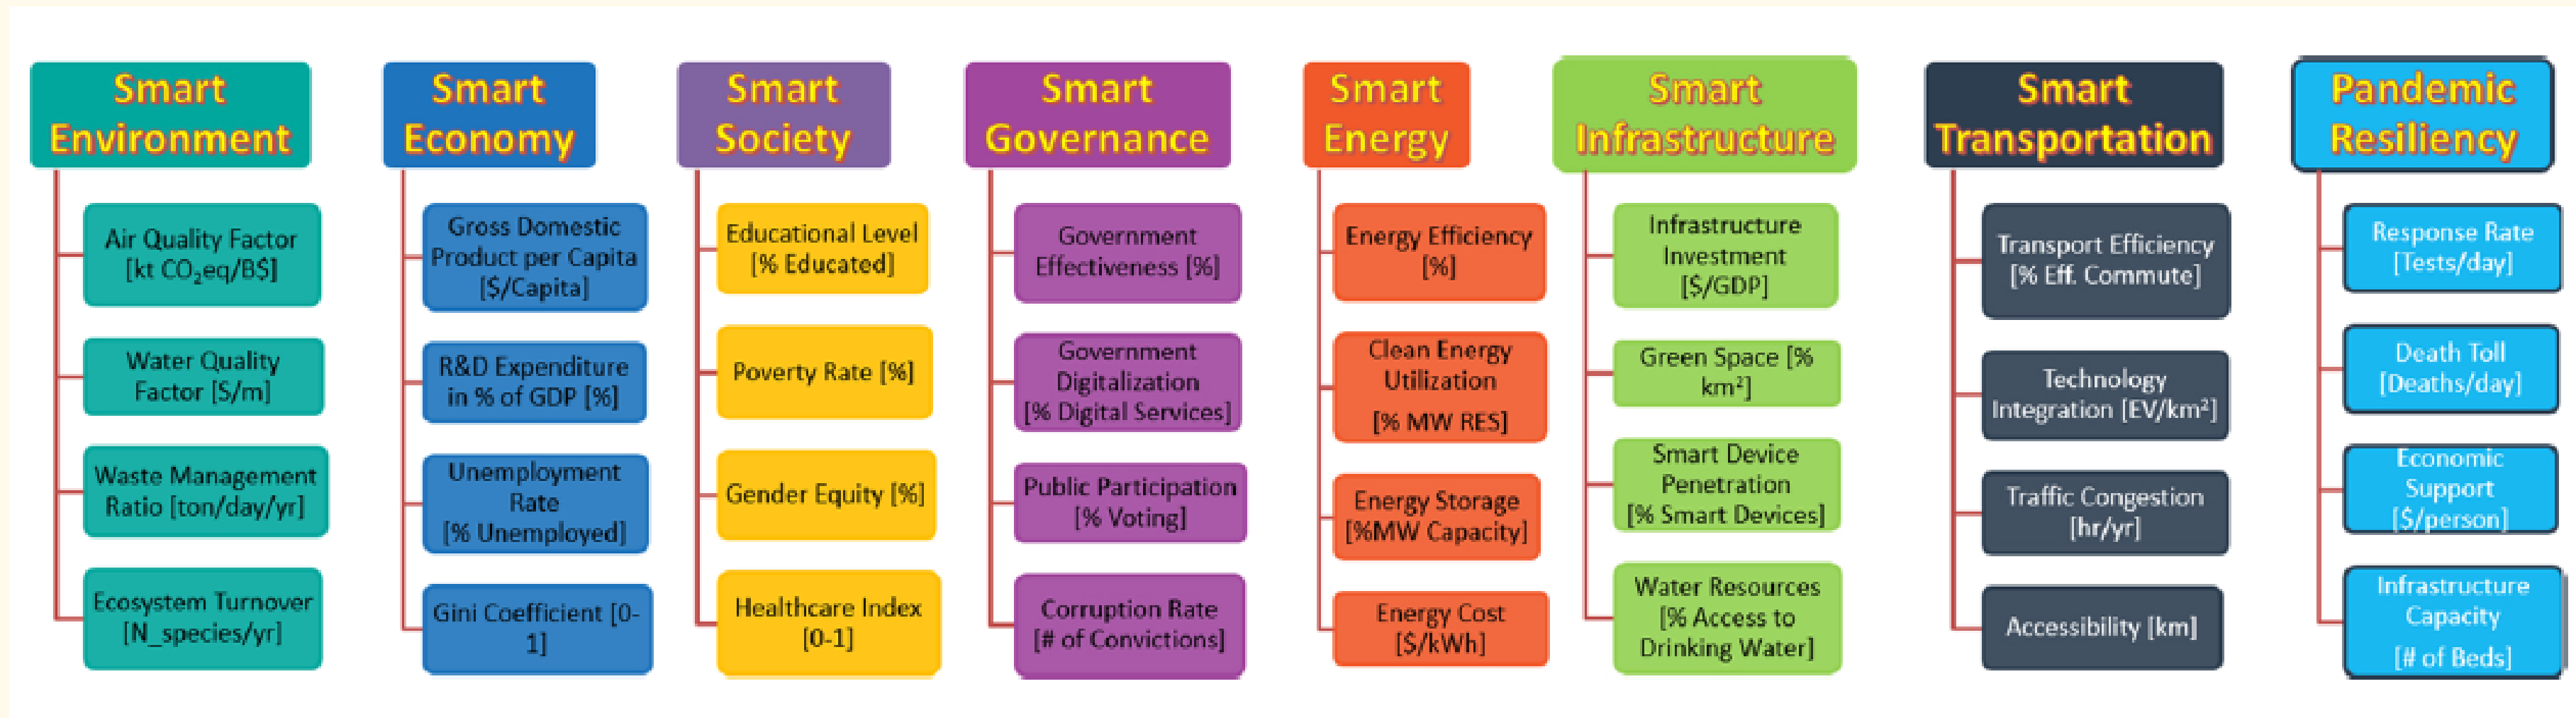 Smart
Environment
Air Quality Factor
[kt CO₂eq/B$]
Water Quality
Factor [S/m]
Waste Management
Ratio [ton/day/yr]
Ecosystem Turnover
[N_species/yr]
Smart
Economy
Gross Domestic
Product per Capita
[$/Capita]
R&D Expenditure
in % of GDP [%]
Unemployment
Rate
[% Unemployed]
Gini Coefficient [0-
1]
Smart
Society
Educational Level
[% Educated]
Poverty Rate [%]
Gender Equity [%]
Healthcare Index
[0-1]
Smart
Governance
Government
Effectiveness [%]
Government
Digitalization
[% Digital Services]
Public Participation
[% Voting]
Corruption Rate
[# of Convictions]
Smart
Energy
Energy Efficiency
[%]
Clean Energy
Utilization
[% MW RES]
Energy Storage
[%MW Capacity]
Energy Cost
[$/kWh]
Smart
Infrastructure
Infrastructure
Investment
[$/GDP]
Green Space [%
km²]
Smart Device
Penetration
[% Smart Devices]
Water Resources
[% Access to
Drinking Water]
Smart
Transportation
Transport Efficiency
[% Eff. Commute]
Technology
Integration [EV/km²]
Traffic Congestion
[hr/yr]
Accessibility [km]
Pandemic
Resiliency
Response Rate
[Tests/day]
Death Toll
[Deaths/day]
Economic
Support
[$/person]
Infrastructure
Capacity
[# of Beds]